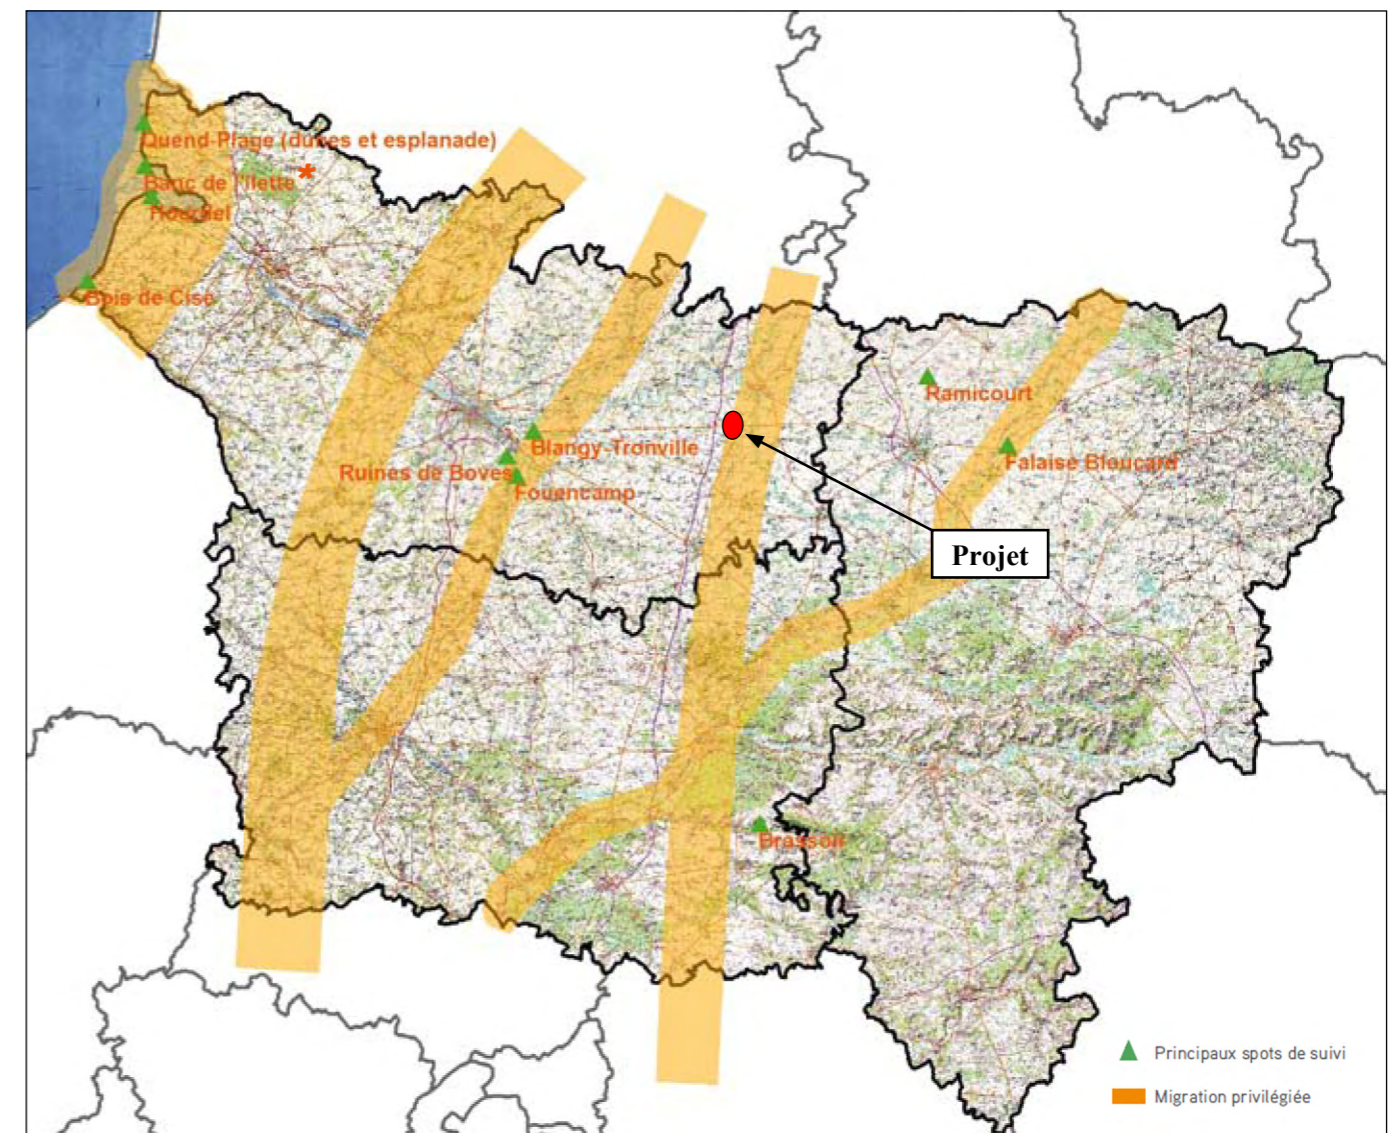 Quend-Plage (dunes et esplanade)
*
Banc de l'Ilette
Hourdel
Bois de Cise
Blangy-Tronville
Ruines de Boves
Fouencamp
Ramicourt
Falaise Bloucard
Projet
Brassoir
Principaux spots de suivi
Migration privilégiée